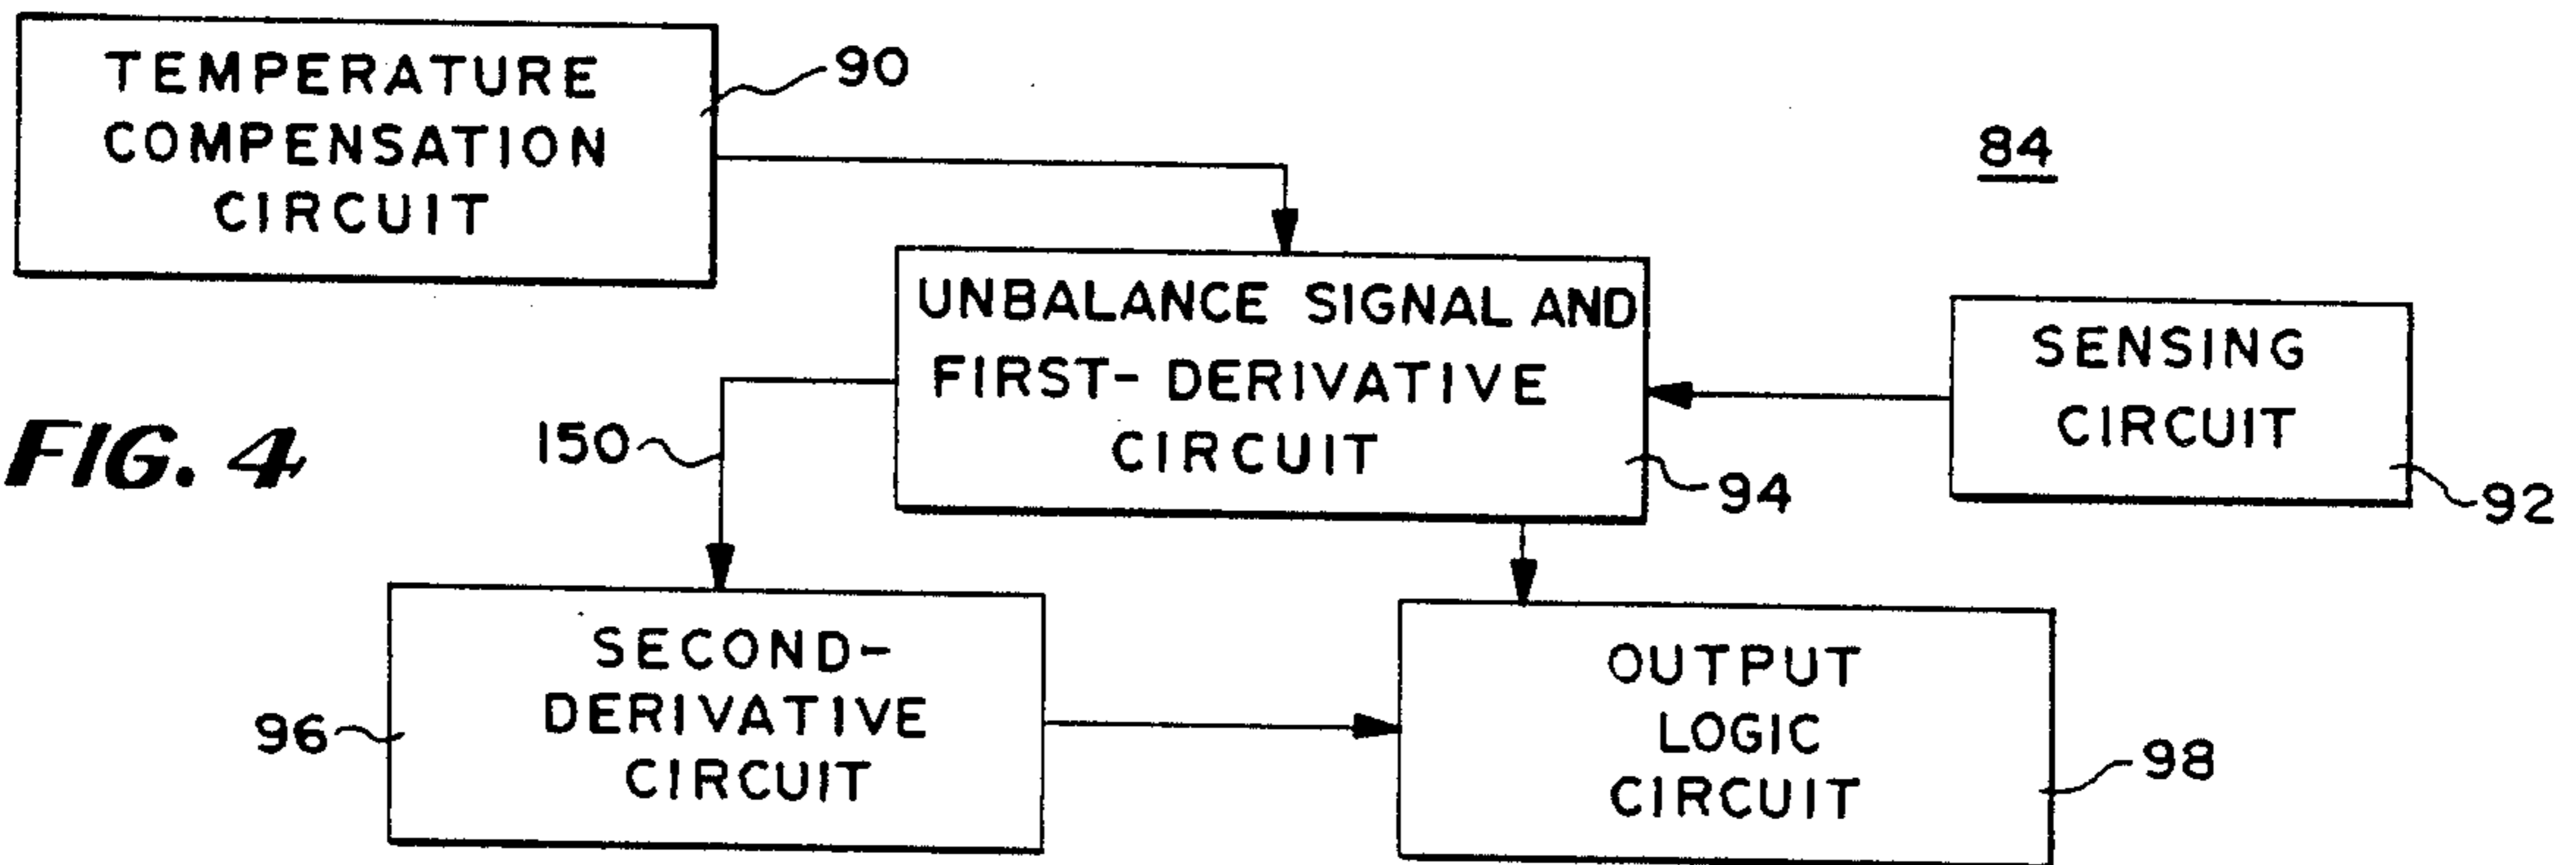 TEMPERATURE
COMPENSATION
CIRCUIT
90
84
UNBALANCE SIGNAL AND
FIRST- DERIVATIVE
CIRCUIT
94
SENSING
CIRCUIT
92
FIG. 4
150
SECOND-
DERIVATIVE
CIRCUIT
96
OUTPUT
LOGIC
CIRCUIT
98